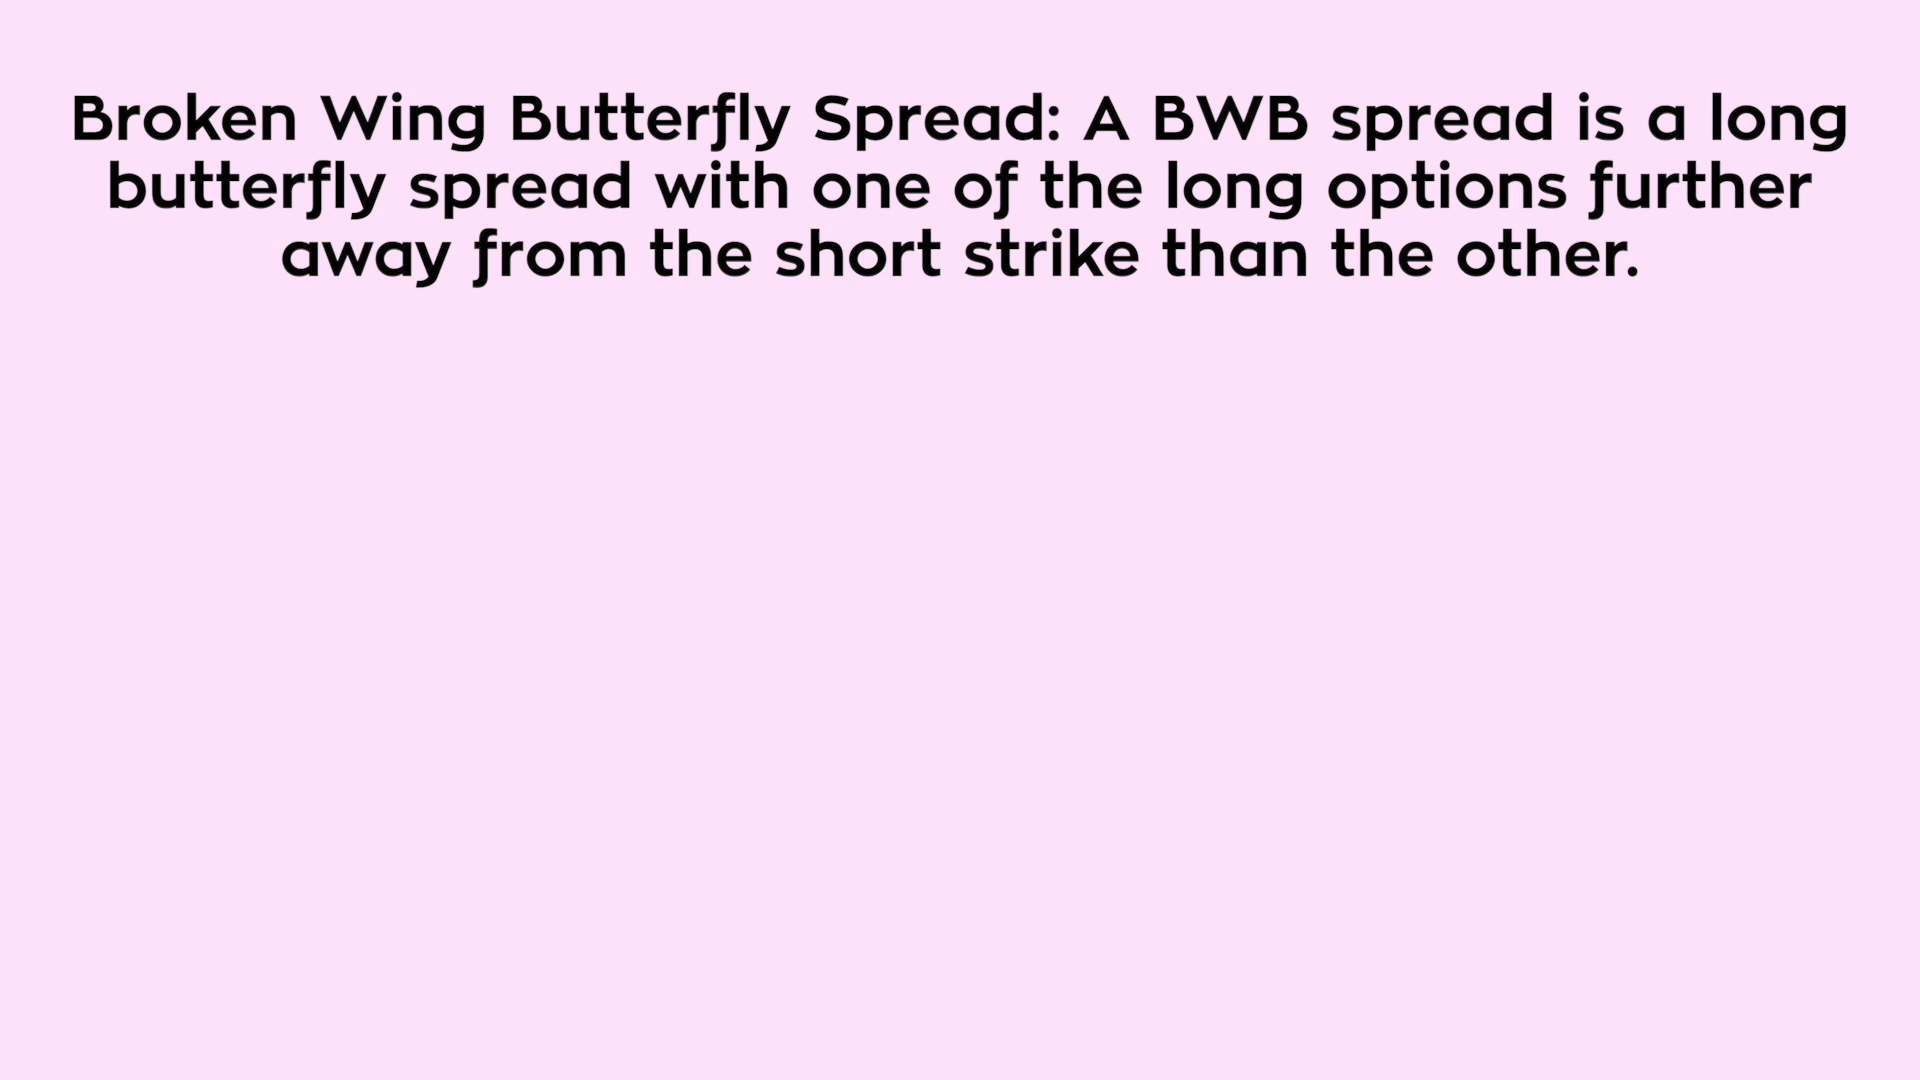 Broken Wing Butterfly Spread: A BWB spread is a long
butterfly spread with one of the long options further
away from the short strike than the other.